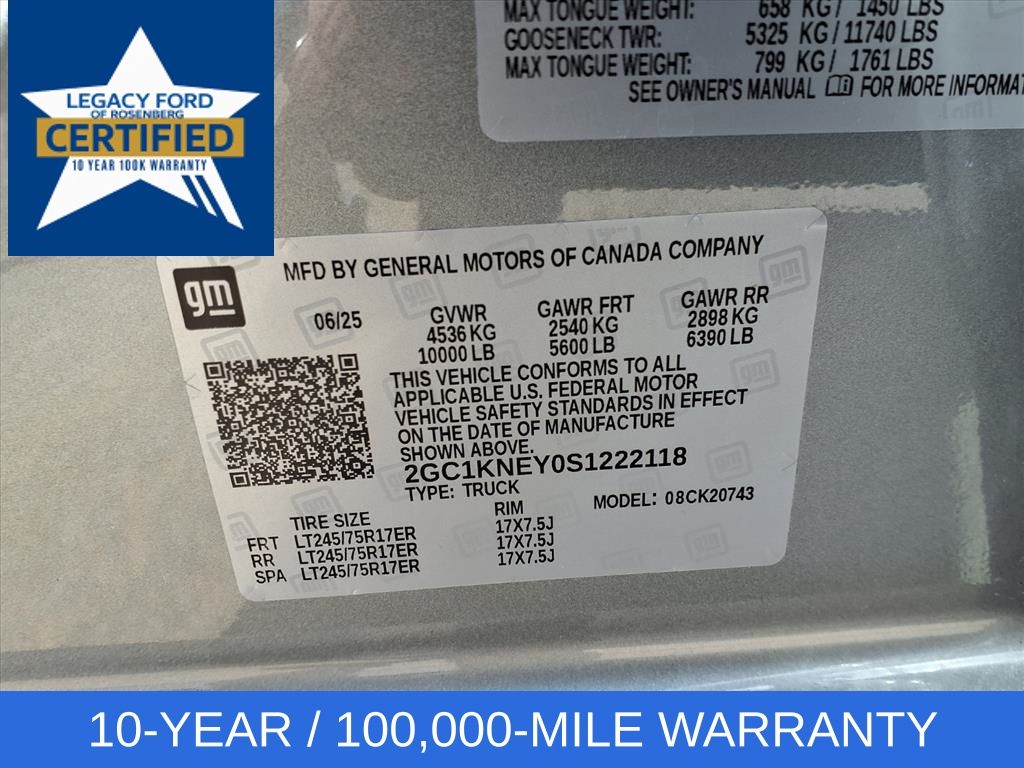 MAX TONGUE WEIGHT: 658 KG / 1450 LBS
GOOSENECK TWR: 5325 KG / 11740 LBS
MAX TONGUE WEIGHT: 799 KG / 1761 LBS
SEE OWNER'S MANUAL FOR MORE
LEGACY FORD
OF ROSENBERG
CERTIFIED
10 YEAR 100K WARRANTY
gm
MFD BY GENERAL MOTORS OF CANADA COMPANY
06/25 GVWR GAWR FRT GAWR RR
4536 KG 2540 KG 2898 KG
10000 LB 5600 LB 6390 LB
THIS VEHICLE CONFORMS TO ALL
APPLICABLE U.S. FEDERAL MOTOR
VEHICLE SAFETY STANDARDS IN EFFECT
ON THE DATE OF MANUFACTURE
SHOWN ABOVE.
2GC1KNEY0S1222118
TYPE: TRUCK MODEL: 08CK20743
TIRE SIZE RIM
FRT LT245/75R17ER 17X7.5J
RR LT245/75R17ER 17X7.5J
SPA LT245/75R17ER 17X7.5J
10-YEAR / 100,000-MILE WARRANTY